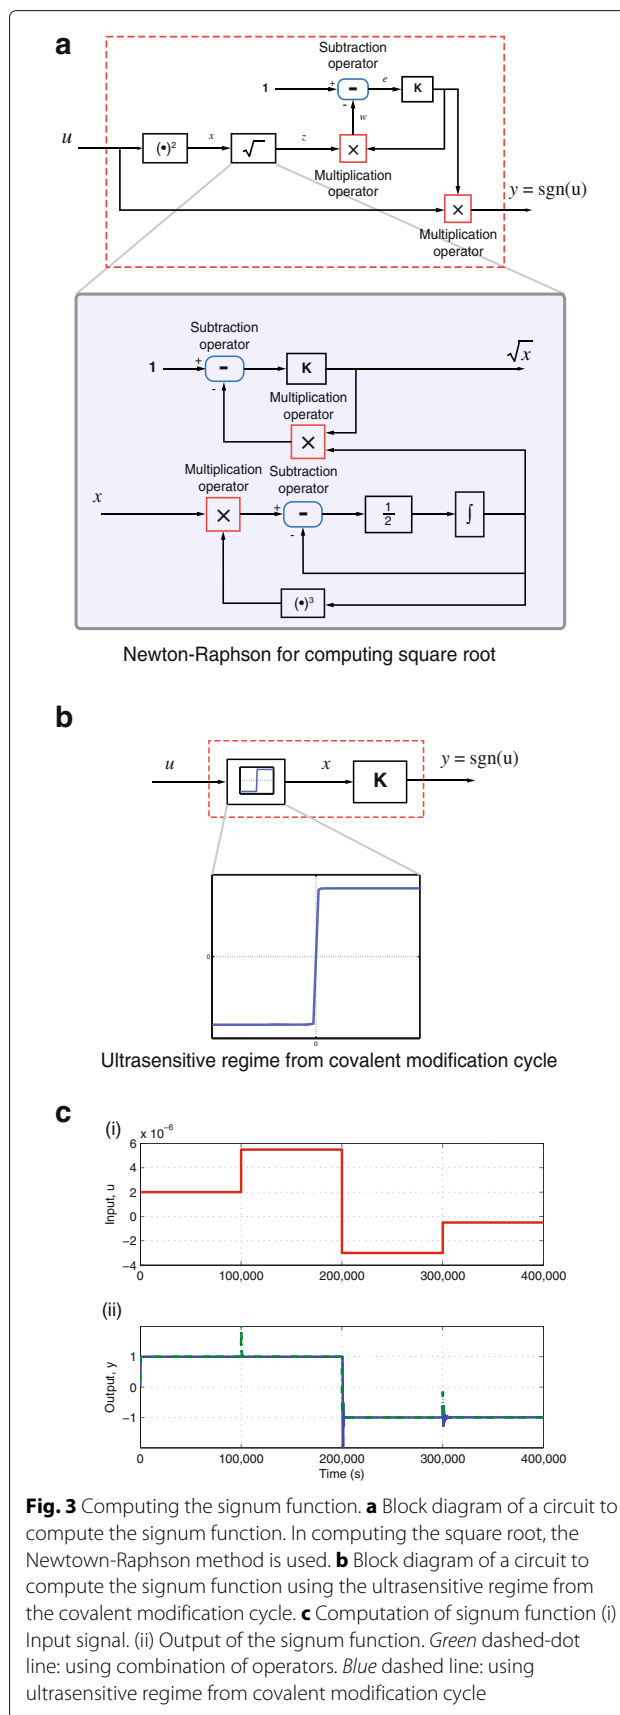 a
Subtraction
operator
1
+
-
-
e
K
w
u
(•)²
x
√
z
×
Multiplication
operator
×
y = sgn(u)
Multiplication
operator
Subtraction
operator
1
+
-
-
K
√x
Multiplication
operator
×
Multiplication
operator
Subtraction
operator
x
×
+
-
-
1
2
∫
(•)³
Newton-Raphson for computing square root
b
u
x
K
y = sgn(u)
0
0
Ultrasensitive regime from covalent modification cycle
c
(i)
x 10⁻⁶
6
4
2
0
−2
−4
Input, u
0
100,000
200,000
300,000
400,000
(ii)
1
0
−1
Output, y
0
100,000
200,000
300,000
400,000
Time (s)
Fig. 3 Computing the signum function. a Block diagram of a circuit to
compute the signum function. In computing the square root, the
Newtown-Raphson method is used. b Block diagram of a circuit to
compute the signum function using the ultrasensitive regime from
the covalent modification cycle. c Computation of signum function (i)
Input signal. (ii) Output of the signum function. Green dashed-dot
line: using combination of operators. Blue dashed line: using
ultrasensitive regime from covalent modification cycle